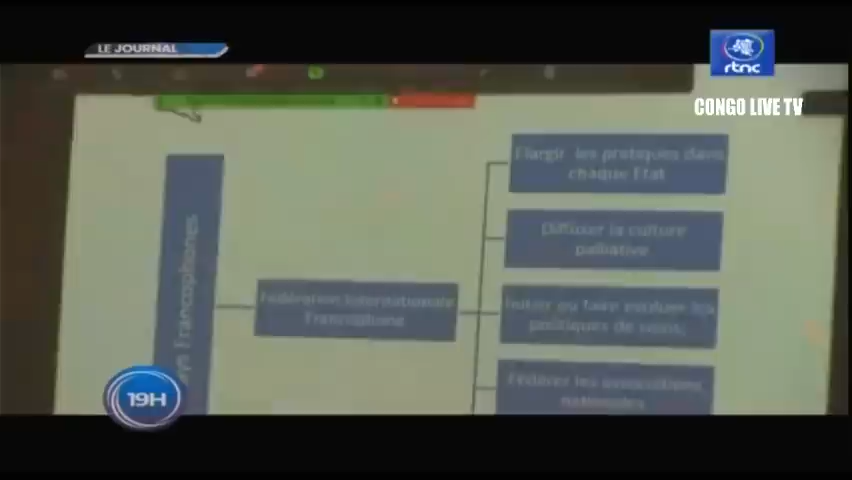 LE JOURNAL
rtnc
CONGO LIVE TV
Elargir les pratiques dans
chaque Etat
Diffuser la culture
palliative
Francophones
Fédération Internationale
Francophone
politiques de soins.
Fédérer les associations
nationales
19H